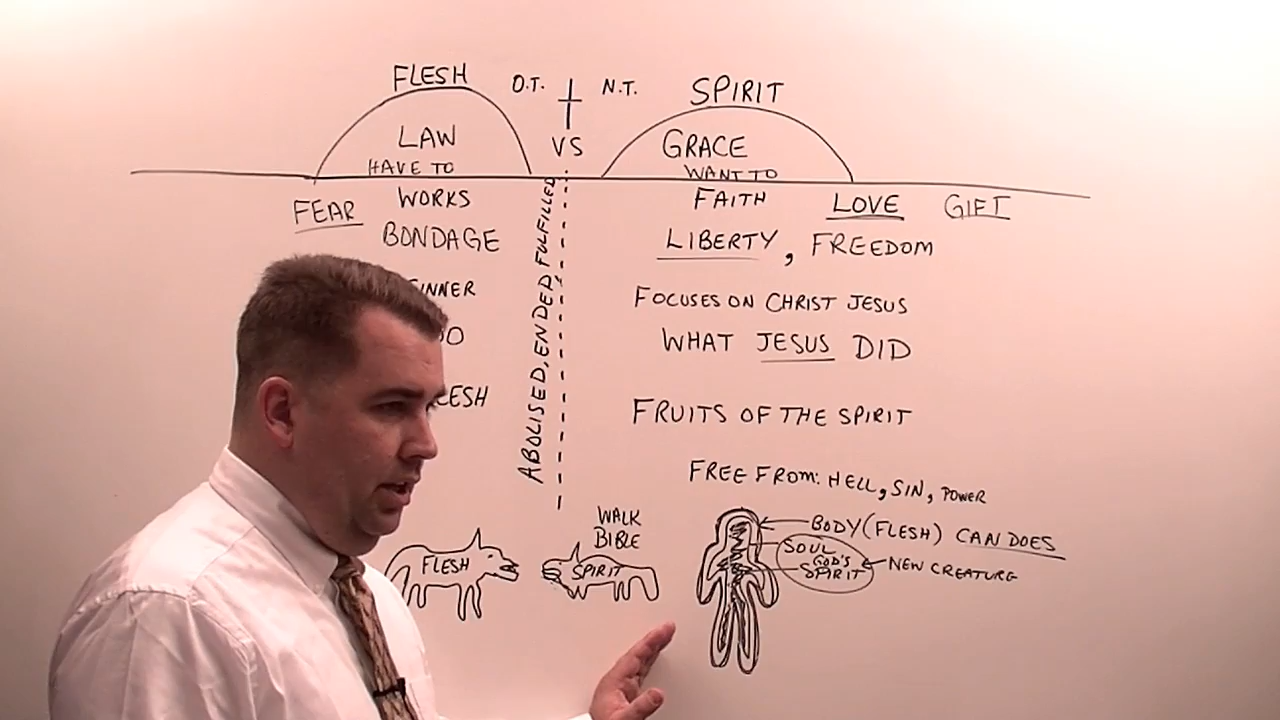 FLESH
O.T.
N.T.
SPIRIT
LAW
VS
GRACE
HAVE TO
WANT TO
FEAR
WORKS
BONDAGE
FAITH
LOVE
GIFT
LIBERTY, FREEDOM
ABOLISED, ENDED, FULFILLED
FOCUSES ON CHRIST JESUS
WHAT JESUS DID
FRUITS OF THE SPIRIT
FREE FROM: HELL, SIN, POWER
WALK
BIBLE
FLESH
SPIRIT
BODY (FLESH) CAN DOES
SOUL
GOD'S
SPIRIT
NEW CREATURE